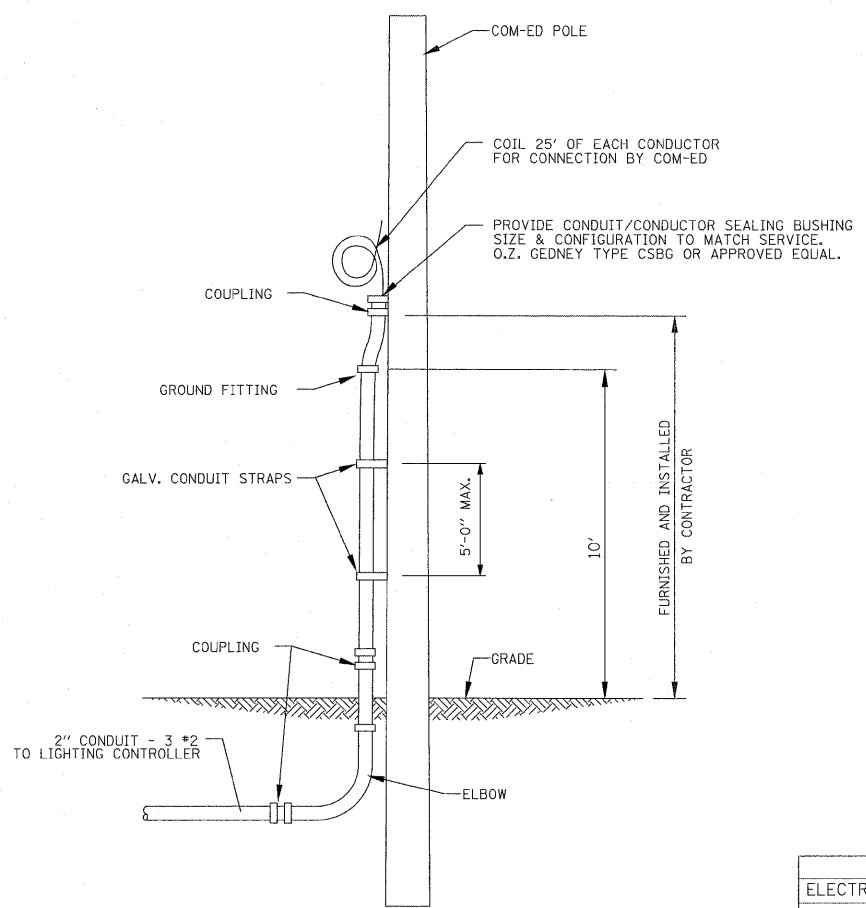 COM-ED POLE
COIL 25' OF EACH CONDUCTOR
FOR CONNECTION BY COM-ED
PROVIDE CONDUIT/CONDUCTOR SEALING BUSHING
SIZE & CONFIGURATION TO MATCH SERVICE.
O.Z. GEDNEY TYPE CSBG OR APPROVED EQUAL.
COUPLING
GROUND FITTING
GALV. CONDUIT STRAPS
5'-0" MAX.
10'
FURNISHED AND INSTALLED
BY CONTRACTOR
COUPLING
GRADE
2" CONDUIT - 3 #2
TO LIGHTING CONTROLLER
ELBOW
ELECTR